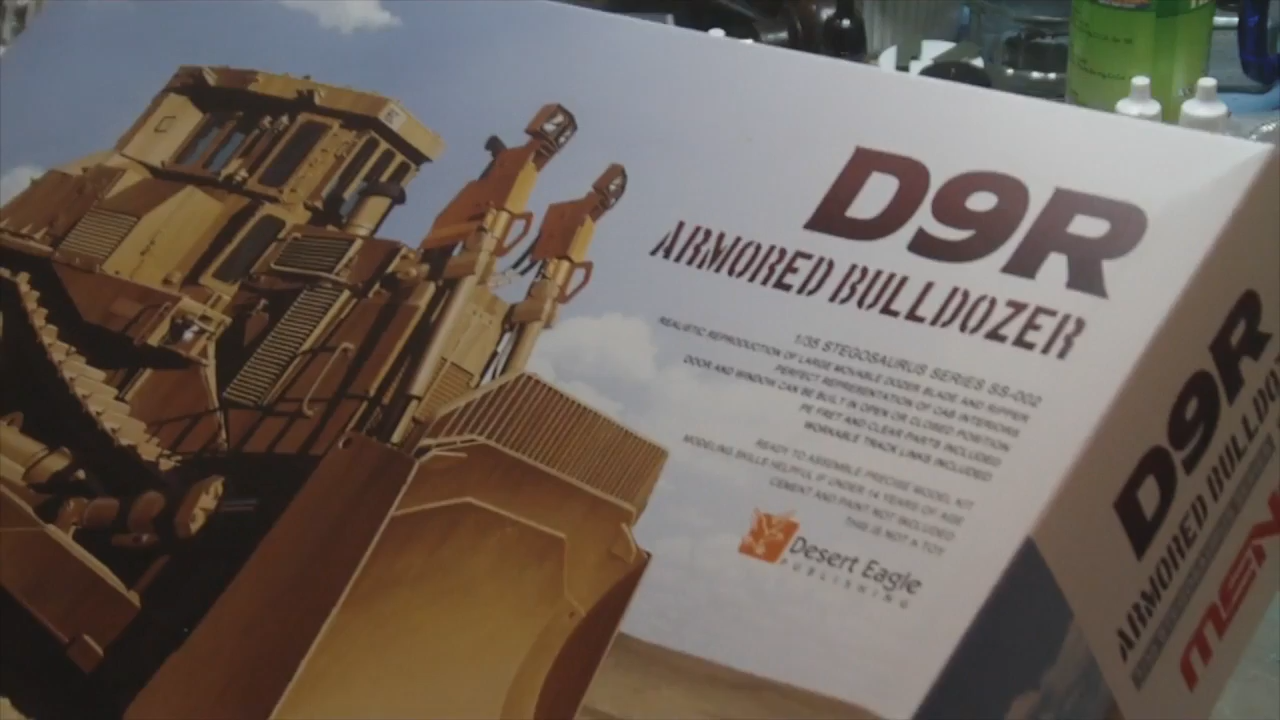 D9R
ARMORED BULLDOZER
1/35 STEGOSAURUS SERIES SS-002
REALISTIC REPRODUCTION OF LARGE MOVABLE DOZER BLADE AND RIPPER
PERFECT REPRESENTATION OF CAB INTERIORS
DOOR AND WINDOW CAN BE BUILT IN OPEN OR CLOSED POSITION
PE FRET AND CLEAR PARTS INCLUDED
WORKABLE TRACK LINKS INCLUDED
READY TO ASSEMBLE PRECISE MODEL KIT
MODELING SKILLS HELPFUL IF UNDER 14 YEARS OF AGE
CEMENT AND PAINT NOT INCLUDED
THIS IS NOT A TOY
Desert Eagle
PUBLISHING
D9R
ARMORED BULLDOZ
MEN